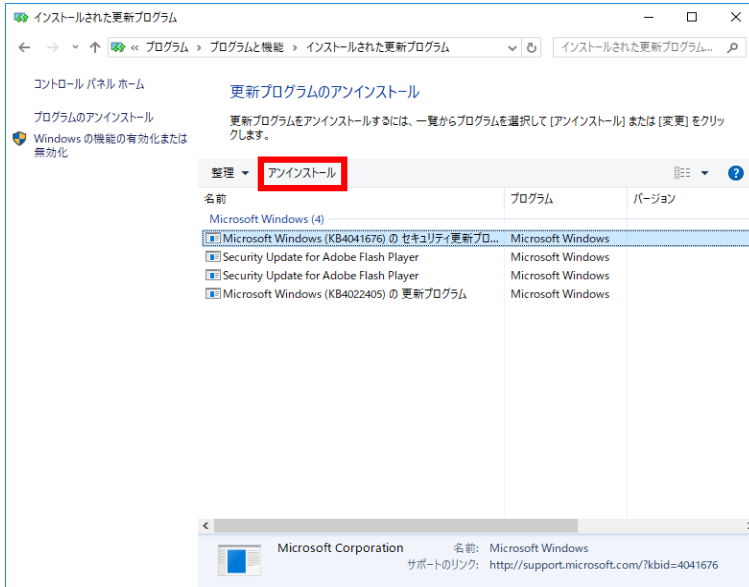 インストールされた更新プログラム
« プログラム › プログラムと機能 › インストールされた更新プログラム
インストールされた更新プログラム...
コントロール パネル ホーム
プログラムのアンインストール
Windows の機能の有効化または
無効化
更新プログラムのアンインストール
更新プログラムをアンインストールするには、一覧からプログラムを選択して [アンインストール] または [変更] をクリッ
クします。
整理 アンインストール
名前 プログラム バージョン
Microsoft Windows (4)
Microsoft Windows (KB4041676) の セキュリティ更新プロ... Microsoft Windows
Security Update for Adobe Flash Player Microsoft Windows
Security Update for Adobe Flash Player Microsoft Windows
Microsoft Windows (KB4022405) の 更新プログラム Microsoft Windows
Microsoft Corporation 名前: Microsoft Windows
サポートのリンク: http://support.microsoft.com/?kbid=4041676